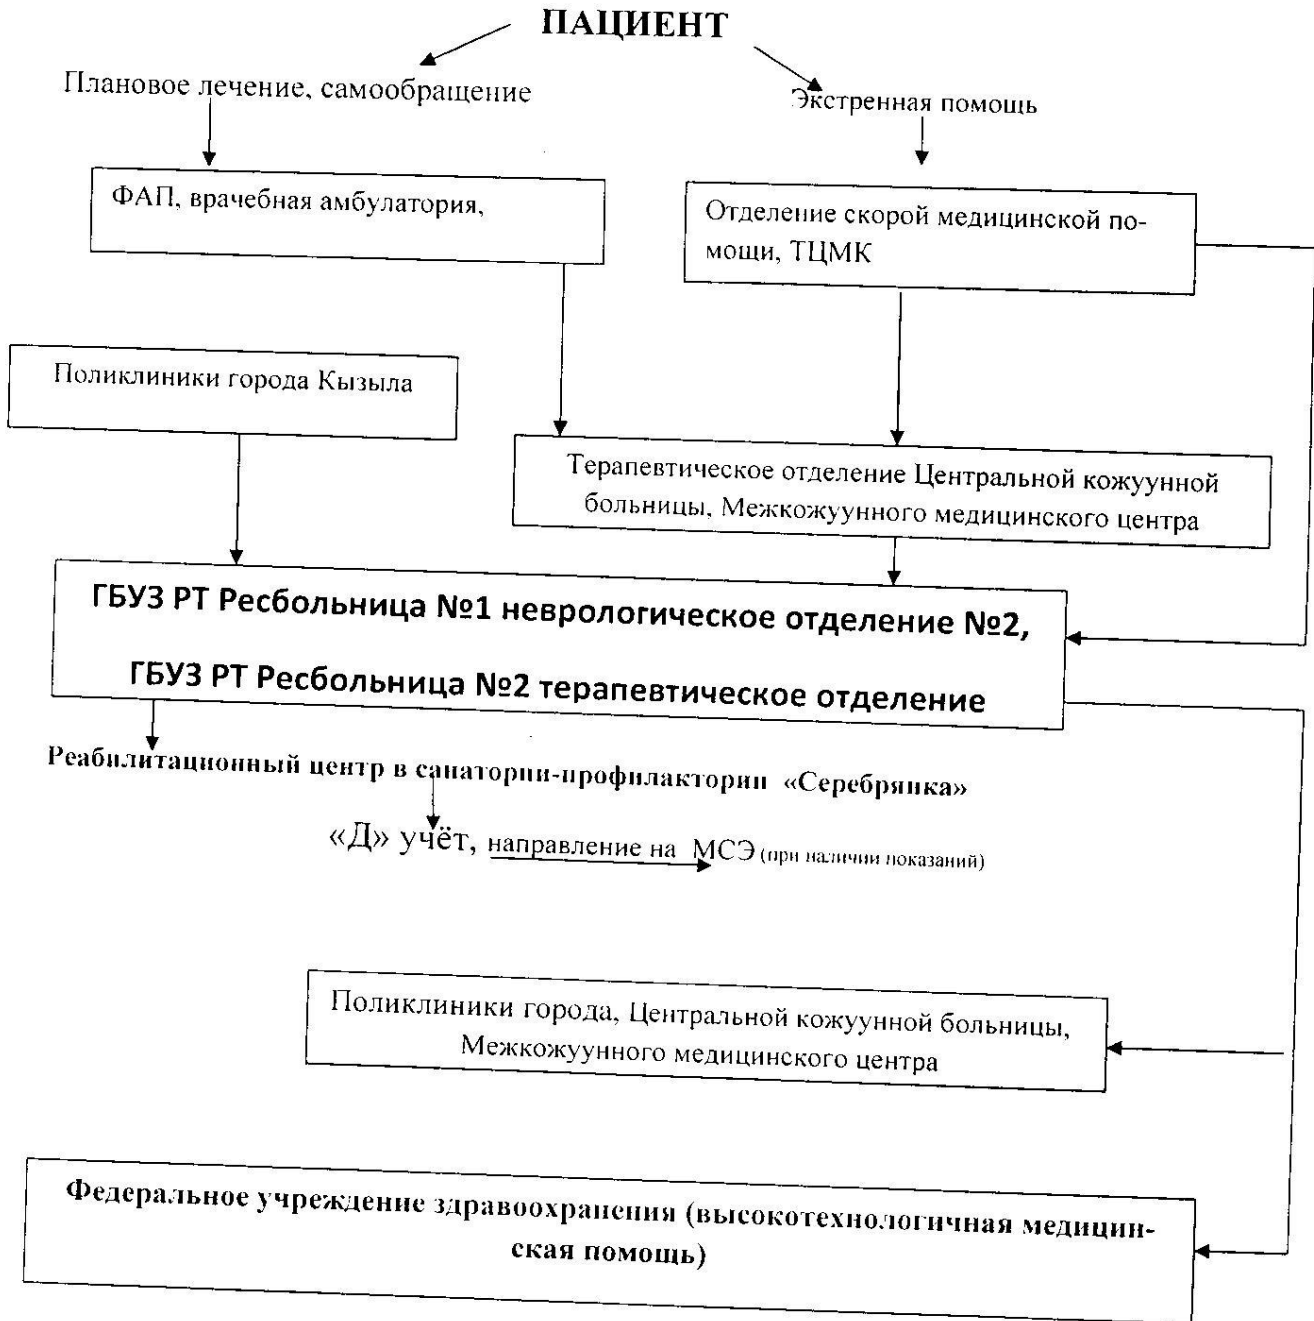 ПАЦИЕНТ
Плановое лечение, самообращение
Экстренная помощь
ФАП, врачебная амбулатория,
Отделение скорой медицинской по-
мощи, ТЦМК
Поликлиники города Кызыла
Терапевтическое отделение Центральной кожуунной
больницы, Межкожуунного медицинского центра
ГБУЗ РТ Ресбольница №1 неврологическое отделение №2,
ГБУЗ РТ Ресбольница №2 терапевтическое отделение
Реабилитационный центр в санатории-профилактории «Серебрянка»
«Д» учёт, направление на МСЭ (при наличии показаний)
Поликлиники города, Центральной кожуунной больницы,
Межкожуунного медицинского центра
Федеральное учреждение здравоохранения (высокотехнологичная медицин-
ская помощь)